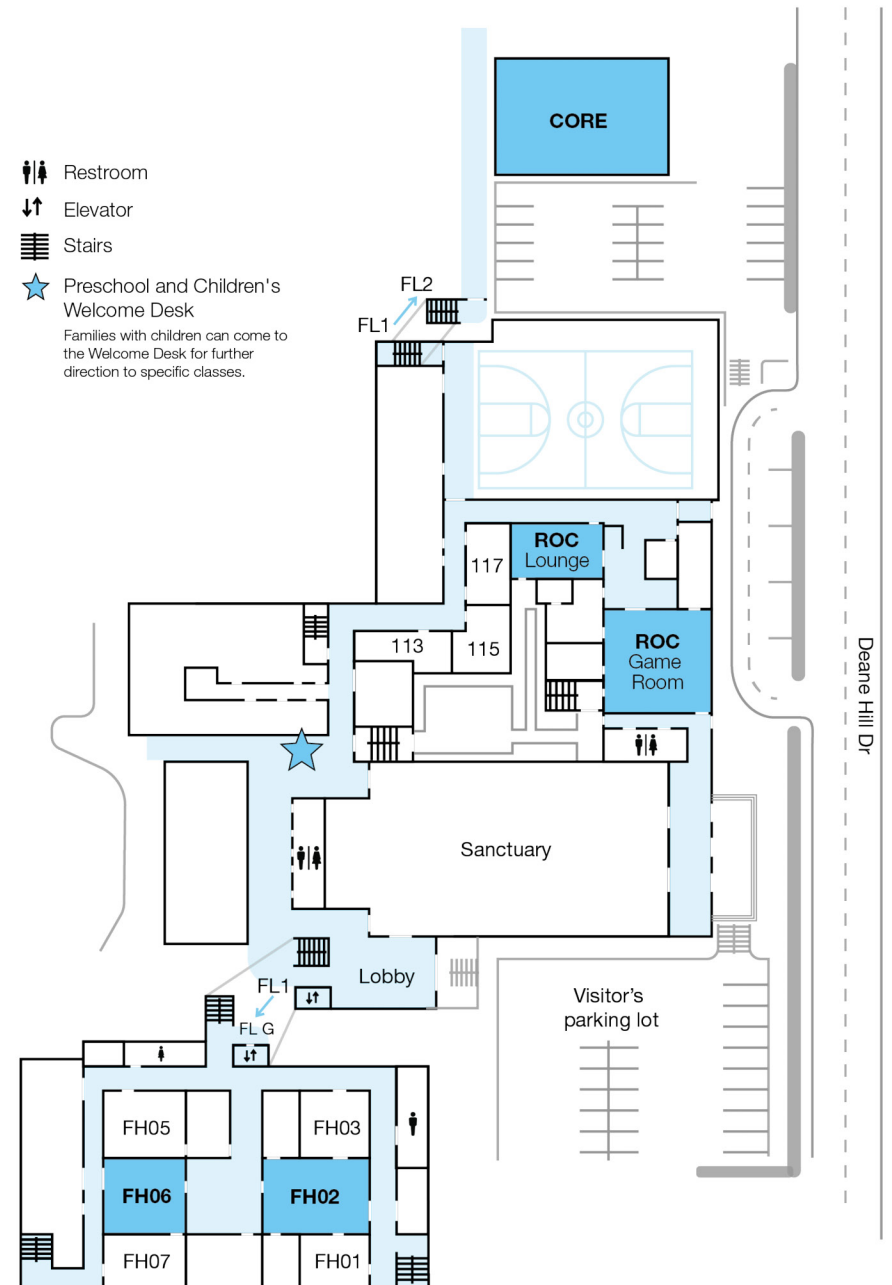 CORE
Restroom
Elevator
Stairs
Preschool and Children's
Welcome Desk
Families with children can come to
the Welcome Desk for further
direction to specific classes.
FL2
FL1
ROC
Lounge
117
113
115
ROC
Game
Room
Deane Hill Dr
Sanctuary
Lobby
FL1
FL G
Visitor's
parking lot
FH05
FH03
FH06
FH02
FH07
FH01